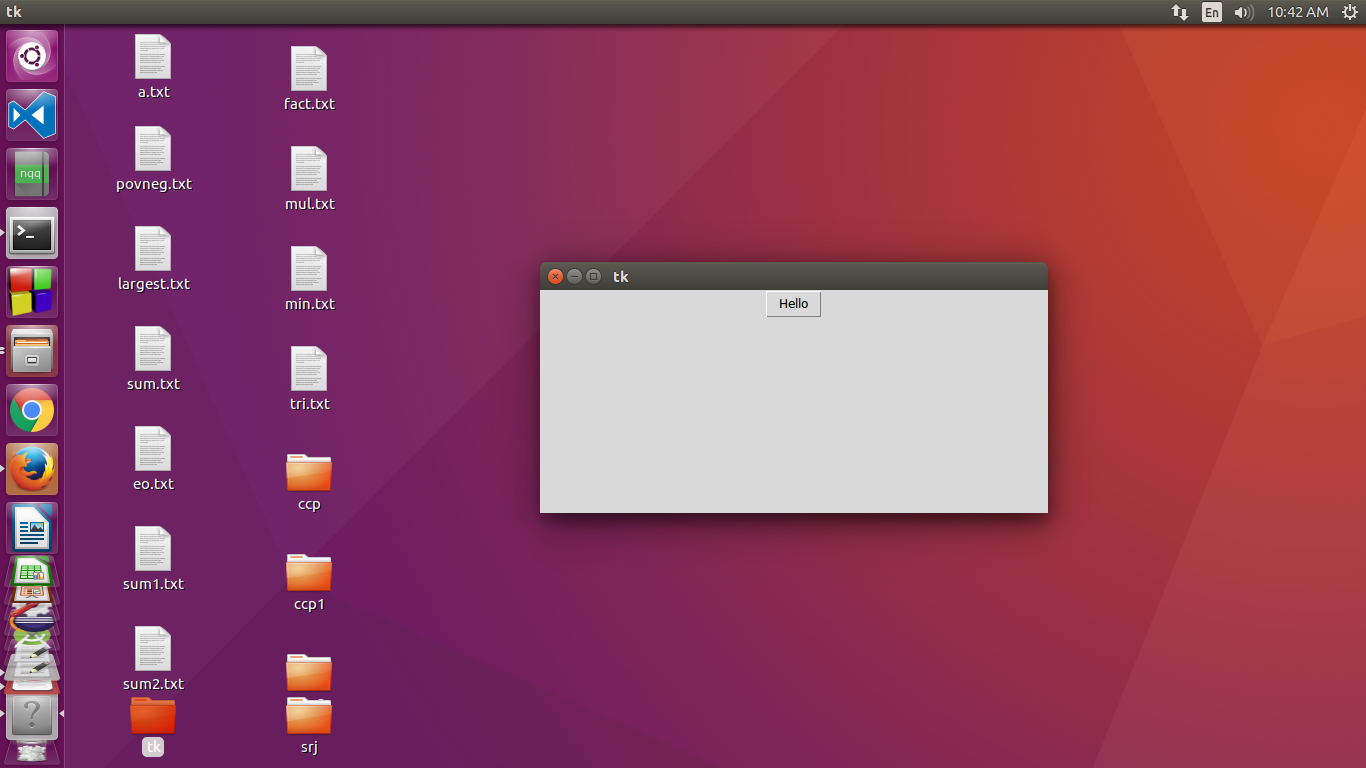 tk
En
10:42 AM
a.txt
fact.txt
povneg.txt
nqq
mul.txt
largest.txt
min.txt
tk
Hello
sum.txt
tri.txt
eo.txt
ccp
sum1.txt
ccp1
sum2.txt
tk
srj